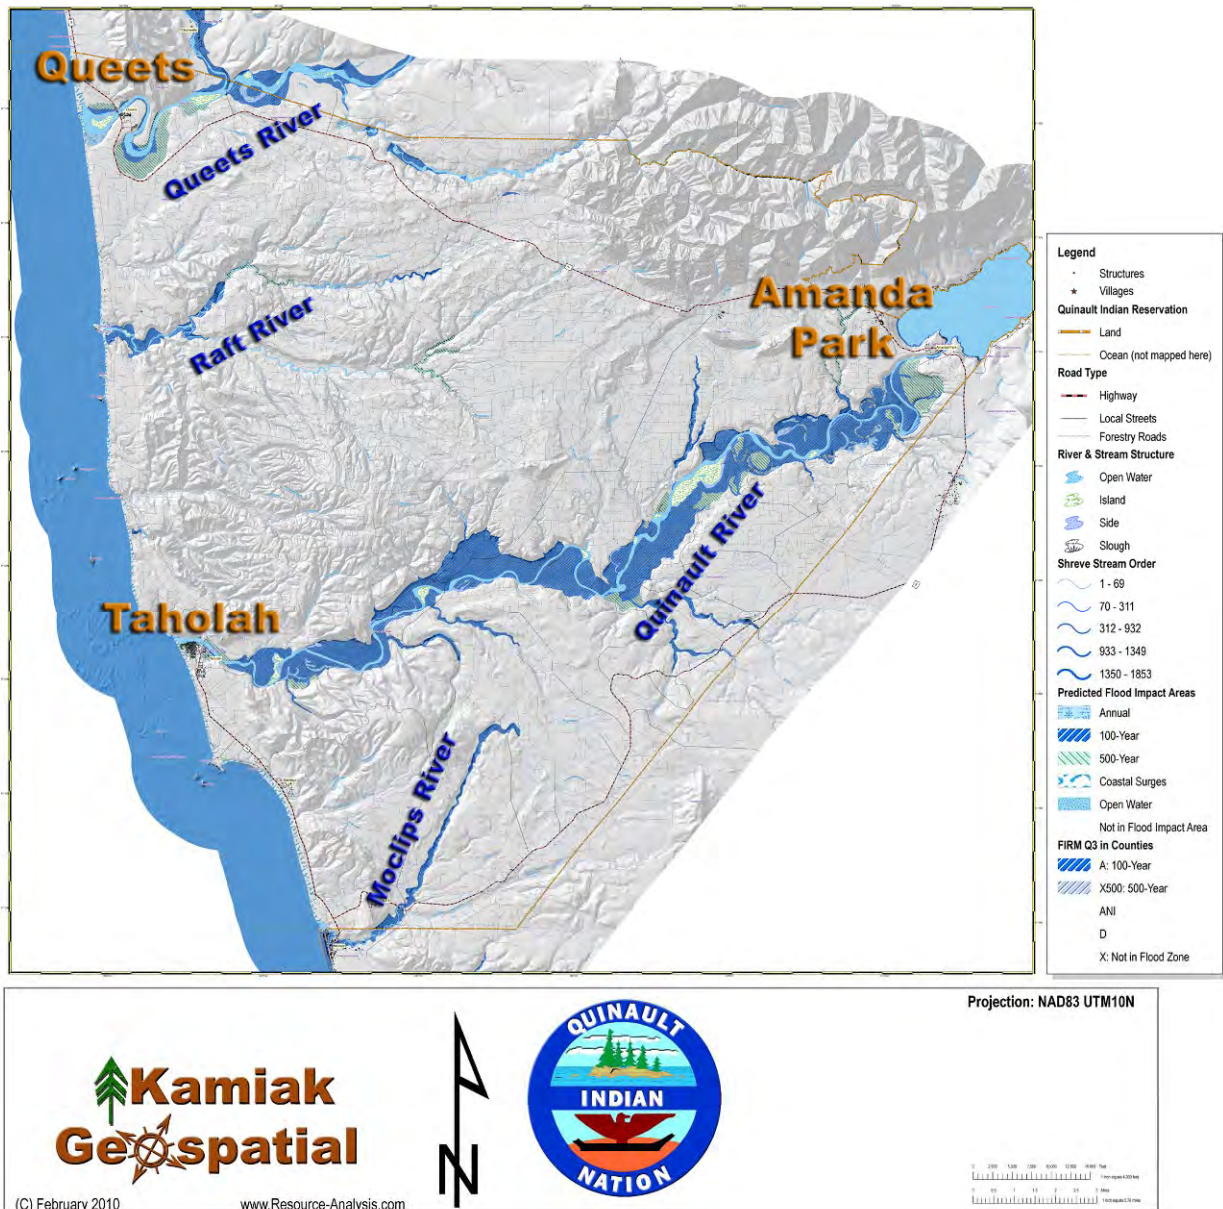 Queets
Queets River
Raft River
Amanda
Park
Quinault River
Taholah
Moclips River
Legend
Structures
Villages
Quinault Indian Reservation
Land
Ocean (not mapped here)
Road Type
Highway
Local Streets
Forestry Roads
River & Stream Structure
Open Water
Island
Side
Slough
Shreve Stream Order
1 - 69
70 - 311
312 - 932
933 - 1349
1350 - 1853
Predicted Flood Impact Areas
Annual
100-Year
500-Year
Coastal Surges
Open Water
Not in Flood Impact Area
FIRM Q3 in Counties
A: 100-Year
X500: 500-Year
ANI
D
X: Not in Flood Zone
Projection: NAD83 UTM10N
Kamiak
Geospatial
N
QUINAULT
INDIAN
NATION
(C) February 2010
www.Resource-Analysis.com